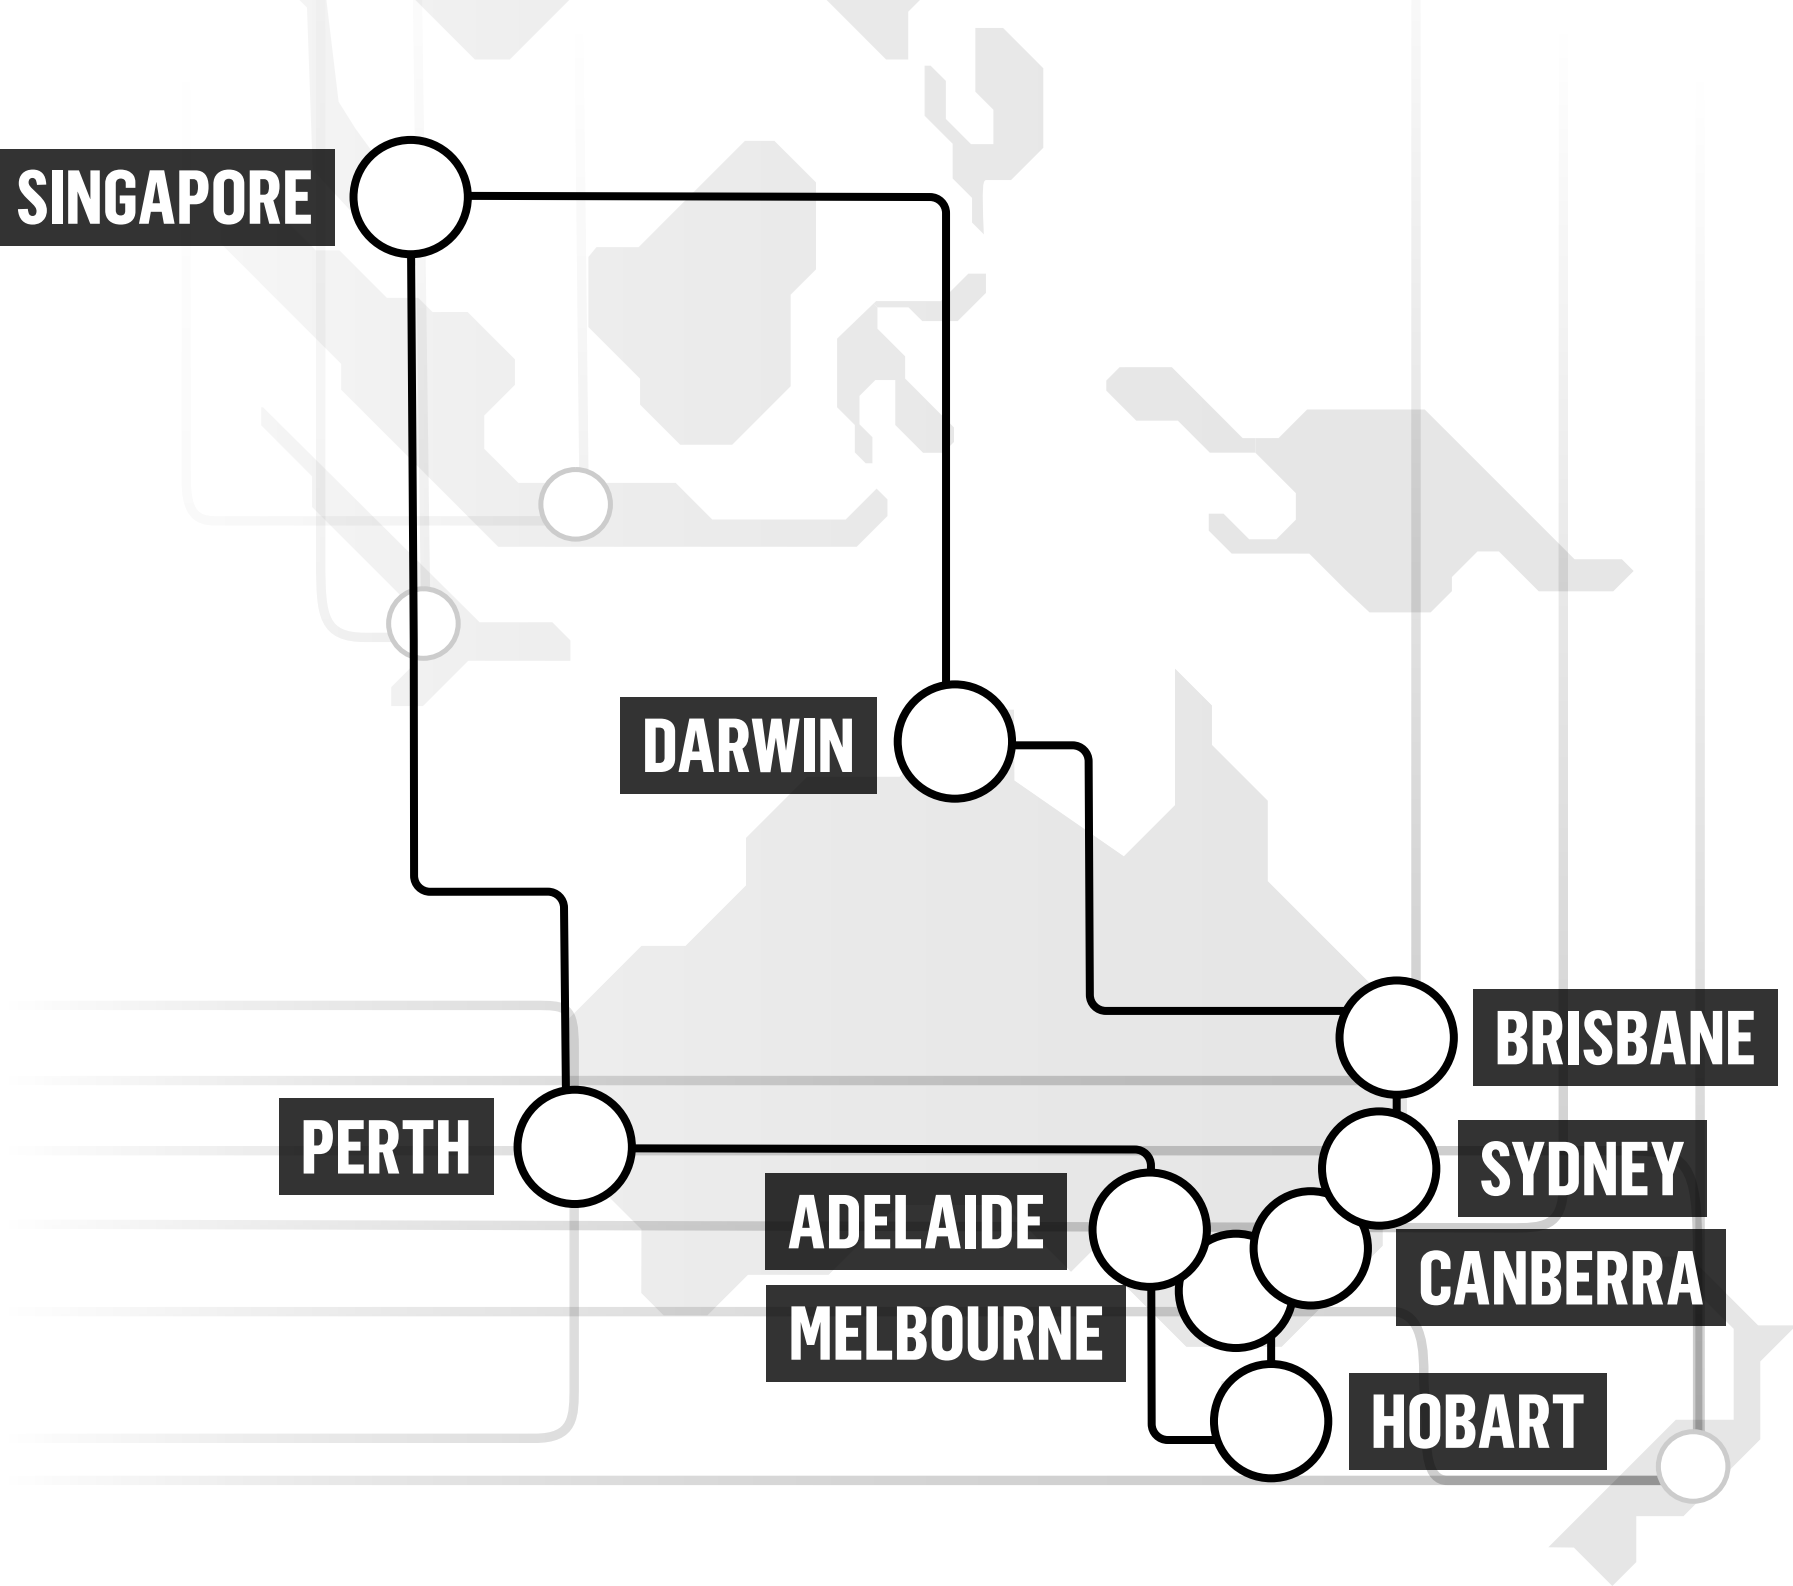 SINGAPORE
DARWIN
BRISBANE
PERTH
SYDNEY
ADELAIDE
CANBERRA
MELBOURNE
HOBART